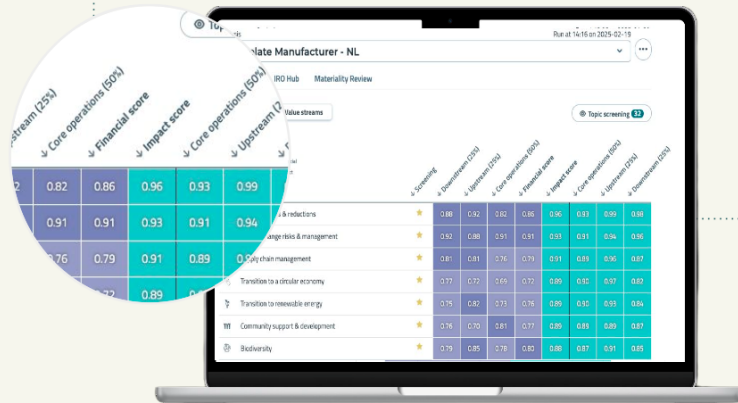 Run at 14:16 on 2025-02-19
late Manufacturer - NL
IRO Hub Materiality Review
Value streams
Topic screening 32
↓ Screening ↓ Downstream (25%) ↓ Upstream (25%) ↓ Core operations (50%) ↓ Financial score ↓ Impact score ↓ Core operations (50%) ↓ Upstream (25%) ↓ Downstream (25%)
s & reductions 0.88 0.92 0.82 0.86 0.96 0.93 0.99 0.98
ange risks & management 0.92 0.88 0.91 0.91 0.93 0.91 0.94 0.96
ply chain management 0.81 0.81 0.76 0.79 0.91 0.89 0.96 0.87
Transition to a circular economy 0.77 0.72 0.69 0.72 0.89 0.90 0.97 0.82
Transition to renewable energy 0.75 0.82 0.73 0.76 0.89 0.90 0.93 0.84
Community support & development 0.76 0.70 0.81 0.77 0.89 0.89 0.89 0.87
Biodiversity 0.79 0.85 0.78 0.80 0.88 0.87 0.91 0.85
stream (25%) ↓ Core operations (50%) ↓ Financial score ↓ Impact score ↓ Core operations (50%) ↓ Upstream (2
2 0.82 0.86 0.96 0.93 0.99
0.91 0.91 0.93 0.91 0.94
0.76 0.79 0.91 0.89
0.89